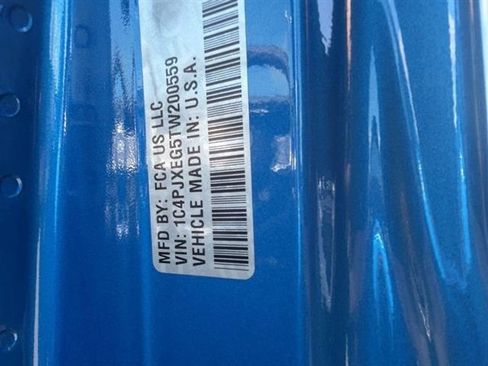 MFD BY: FCA US LLC
VIN: 1C4PJXEG5TW200559
VEHICLE MADE IN: U.S.A.